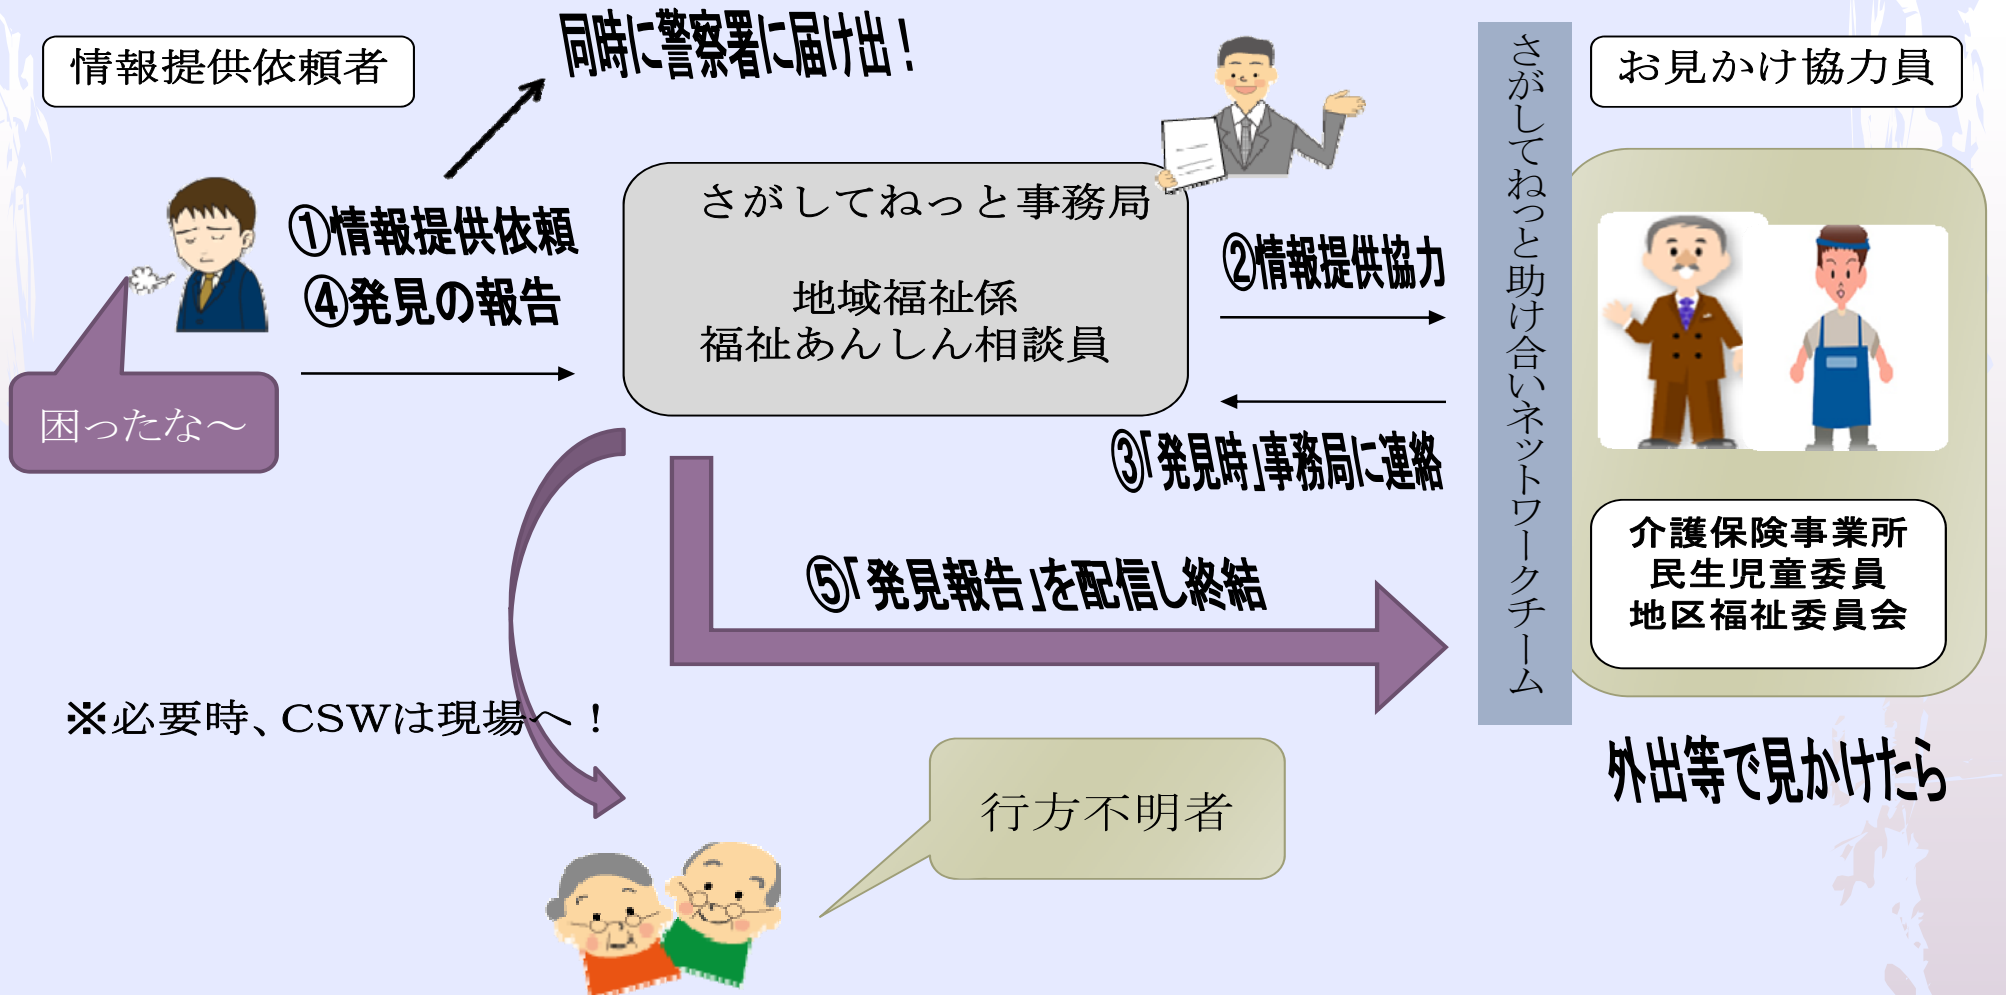 情報提供依頼者
同時に警察署に届け出！
お見かけ協力員
さがしてねっと助け合いネットワークチーム
①情報提供依頼
④発見の報告
困ったな～
さがしてねっと事務局
地域福祉係
福祉あんしん相談員
②情報提供協力
③「発見時」事務局に連絡
⑤「発見報告」を配信し終結
介護保険事業所
民生児童委員
地区福祉委員会
※必要時、CSWは現場へ！
外出等で見かけたら
行方不明者